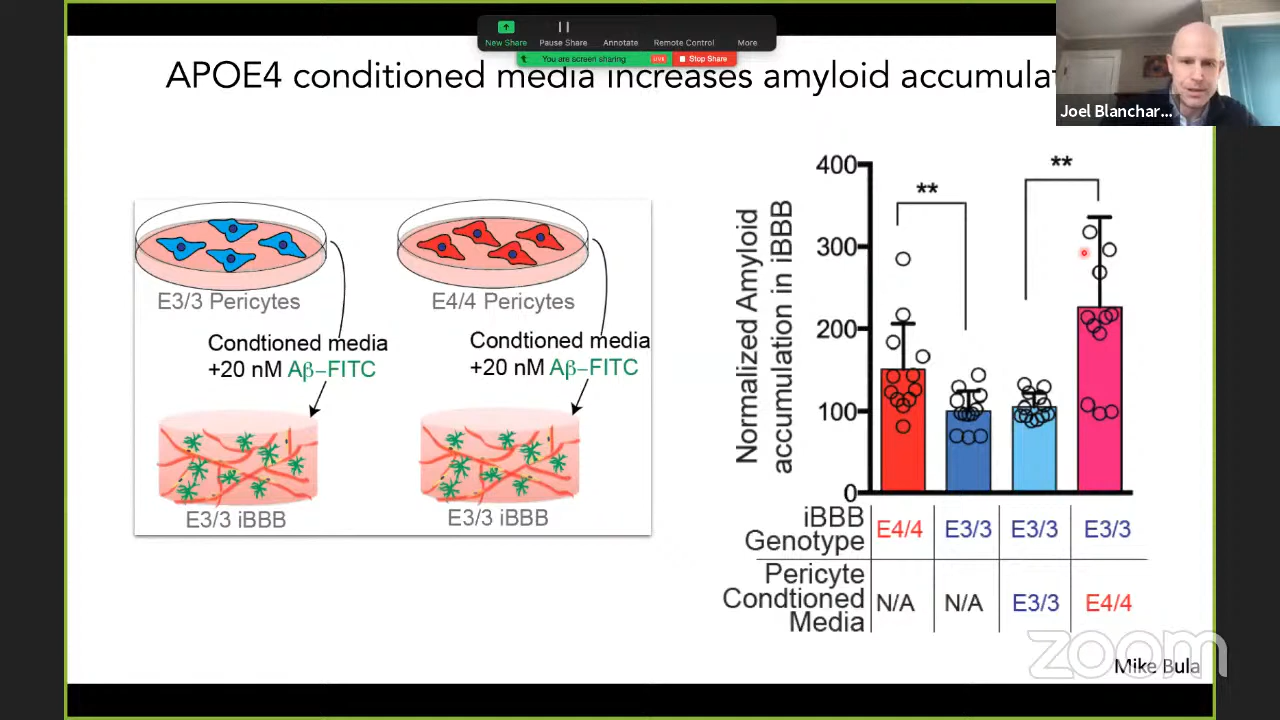 New Share
Pause Share
Annotate
Remote Control
More
You are screen sharing
LIVE
Stop Share
APOE4 conditioned media increases amyloid
Joel Blanchar...
E3/3 Pericytes
E4/4 Pericytes
Condtioned media
+20 nM Aβ–FITC
Condtioned media
+20 nM Aβ–FITC
E3/3 iBBB
E3/3 iBBB
Normalized Amyloid
accumulation in iBBB
400
300
200
100
0
**
**
iBBB
Genotype
E4/4
E3/3
E3/3
E3/3
Pericyte
Condtioned
Media
N/A
N/A
E3/3
E4/4
zoom
Mike Bula